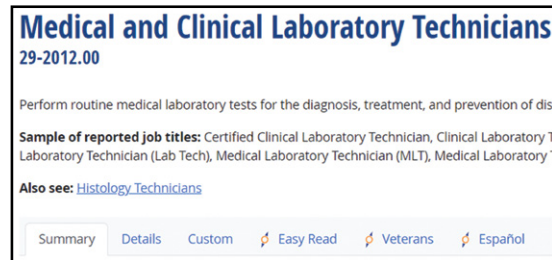 Medical and Clinical Laboratory Technicians
29-2012.00
Perform routine medical laboratory tests for the diagnosis, treatment, and prevention of
Sample of reported job titles: Certified Clinical Laboratory Technician, Clinical Laboratory
Laboratory Technician (Lab Tech), Medical Laboratory Technician (MLT), Medical Laboratory
Also see: Histology Technicians
Summary Details Custom Easy Read Veterans Español